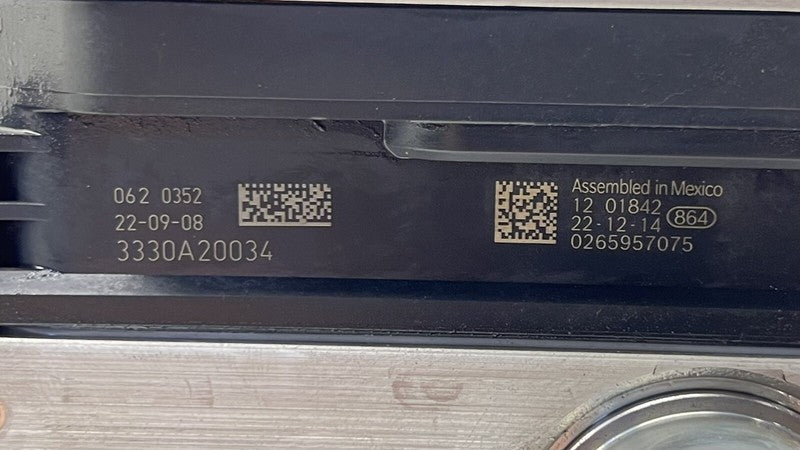 062 0352
22-09-08
3330A20034
Assembled in Mexico
12 01842
22-12-14 864
0265957075